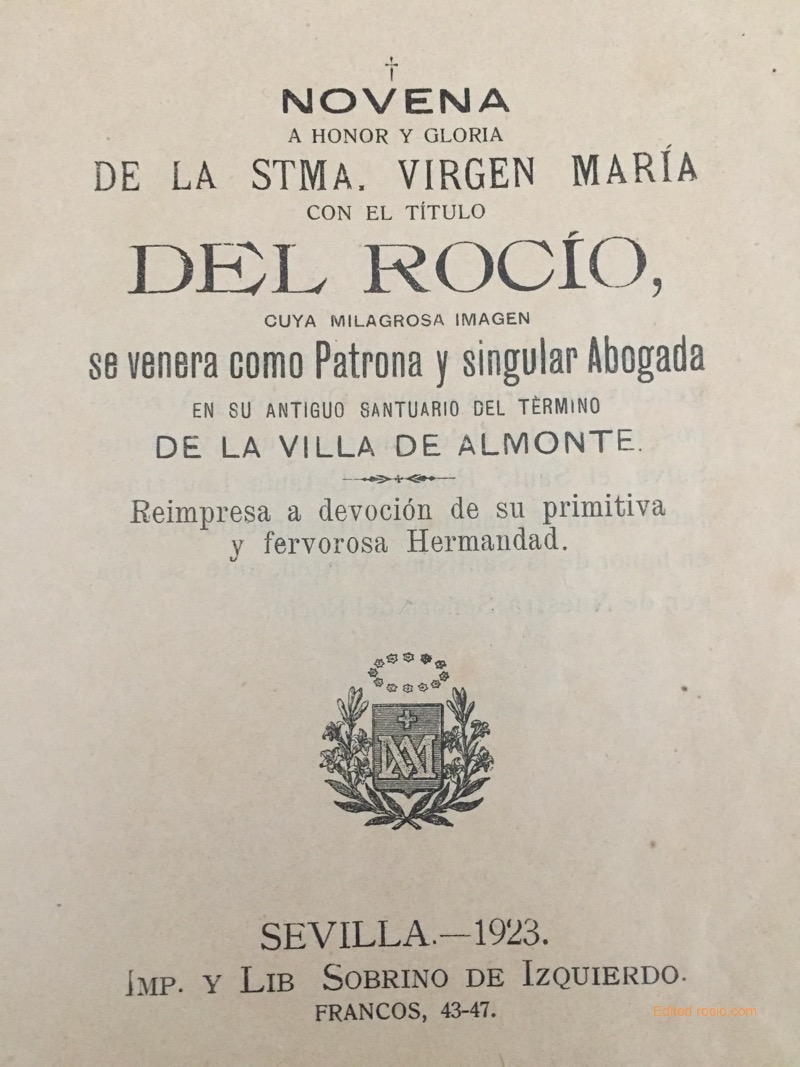 NOVENA
A HONOR Y GLORIA
DE LA STMA. VIRGEN MARÍA
CON EL TÍTULO
DEL ROCÍO,
CUYA MILAGROSA IMAGEN
se venera como Patrona y singular Abogada
EN SU ANTIGUO SANTUARIO DEL TÈRMINO
DE LA VILLA DE ALMONTE.
Reimpresa a devoción de su primitiva
y fervorosa Hermandad.
SEVILLA.—1923.
IMP. Y LIB SOBRINO DE IZQUIERDO.
FRANCOS, 43-47.
Edited rocio.com